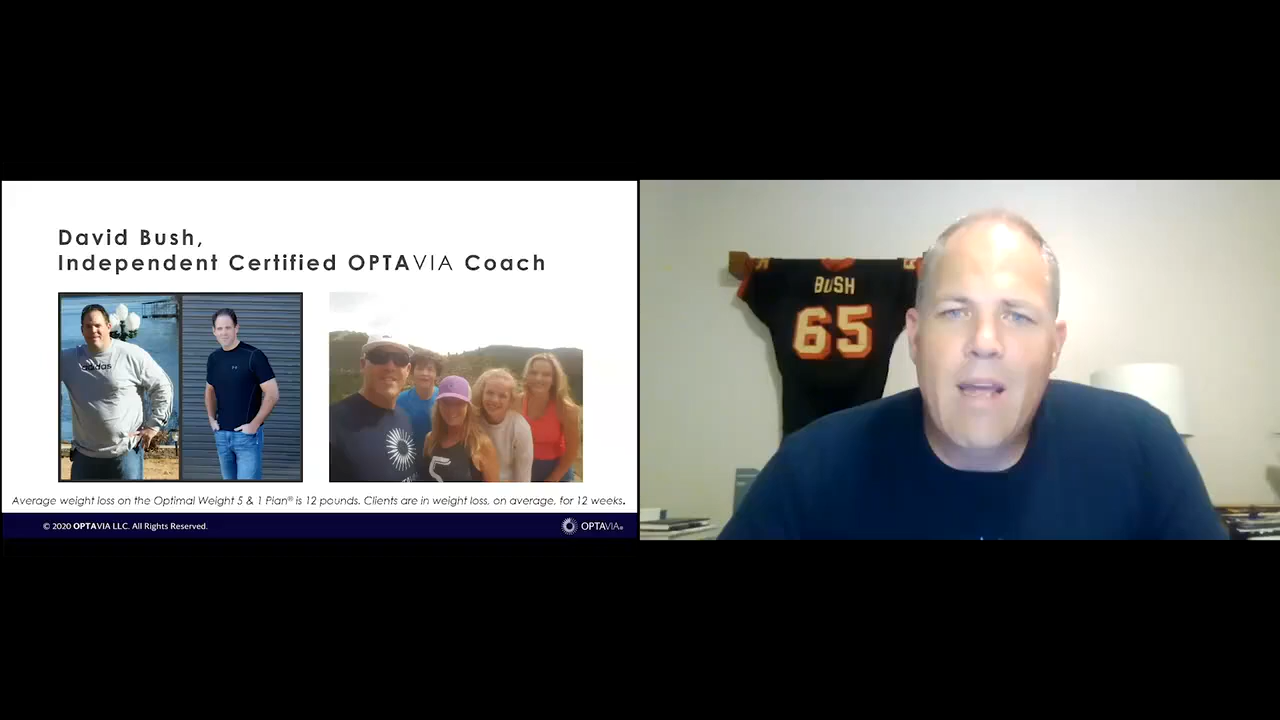 David Bush,
Independent Certified OPTAVIA Coach
adidas
5
Average weight loss on the Optimal Weight 5 & 1 Plan® is 12 pounds. Clients are in weight loss, on average, for 12 weeks.
© 2020 OPTAVIA LLC. All Rights Reserved.
OPTAVIA®
BUSH
65